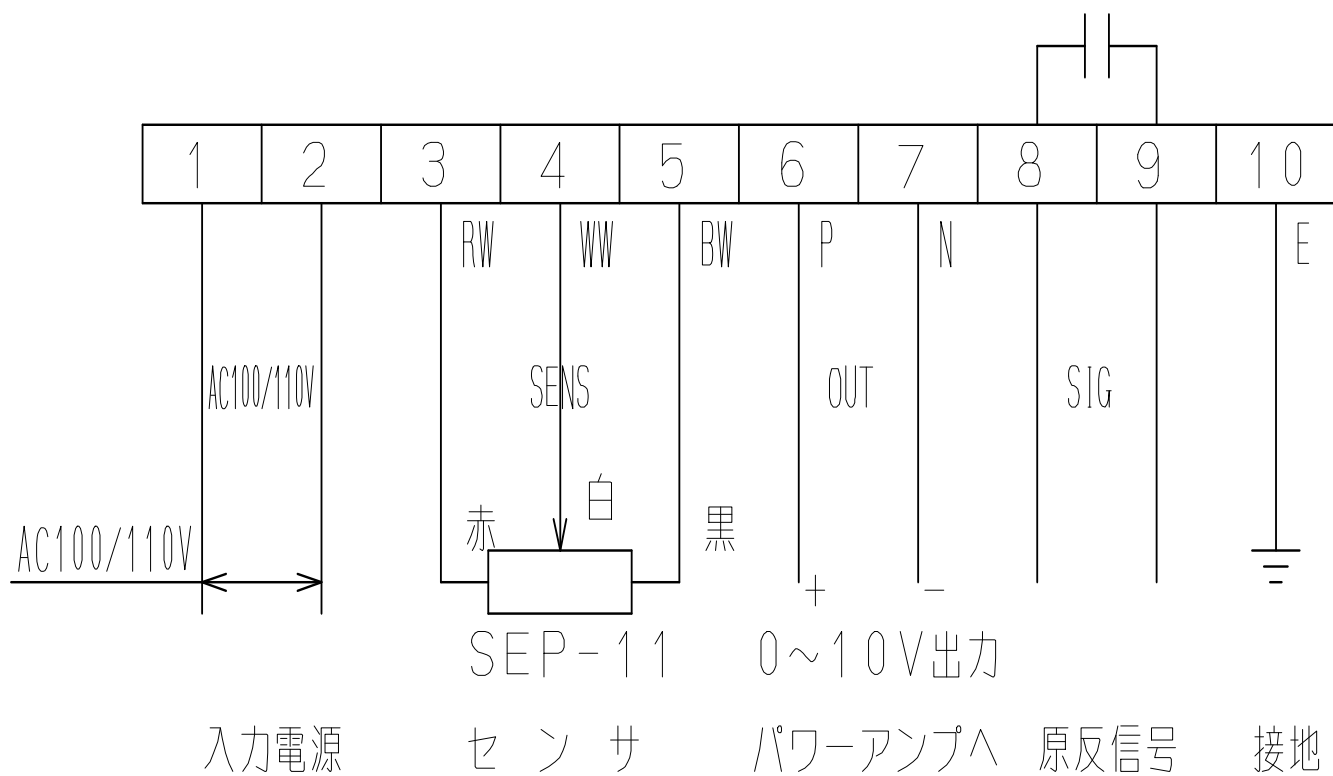 1 2 3 4 5 6 7 8 9 10
RW WW BW P N E
AC100/110V SENS OUT SIG
白
赤 黒
AC100/110V
+ -
SEP-11 0~10V出力
入力電源 センサ パワーアンプへ 原反信号 接地